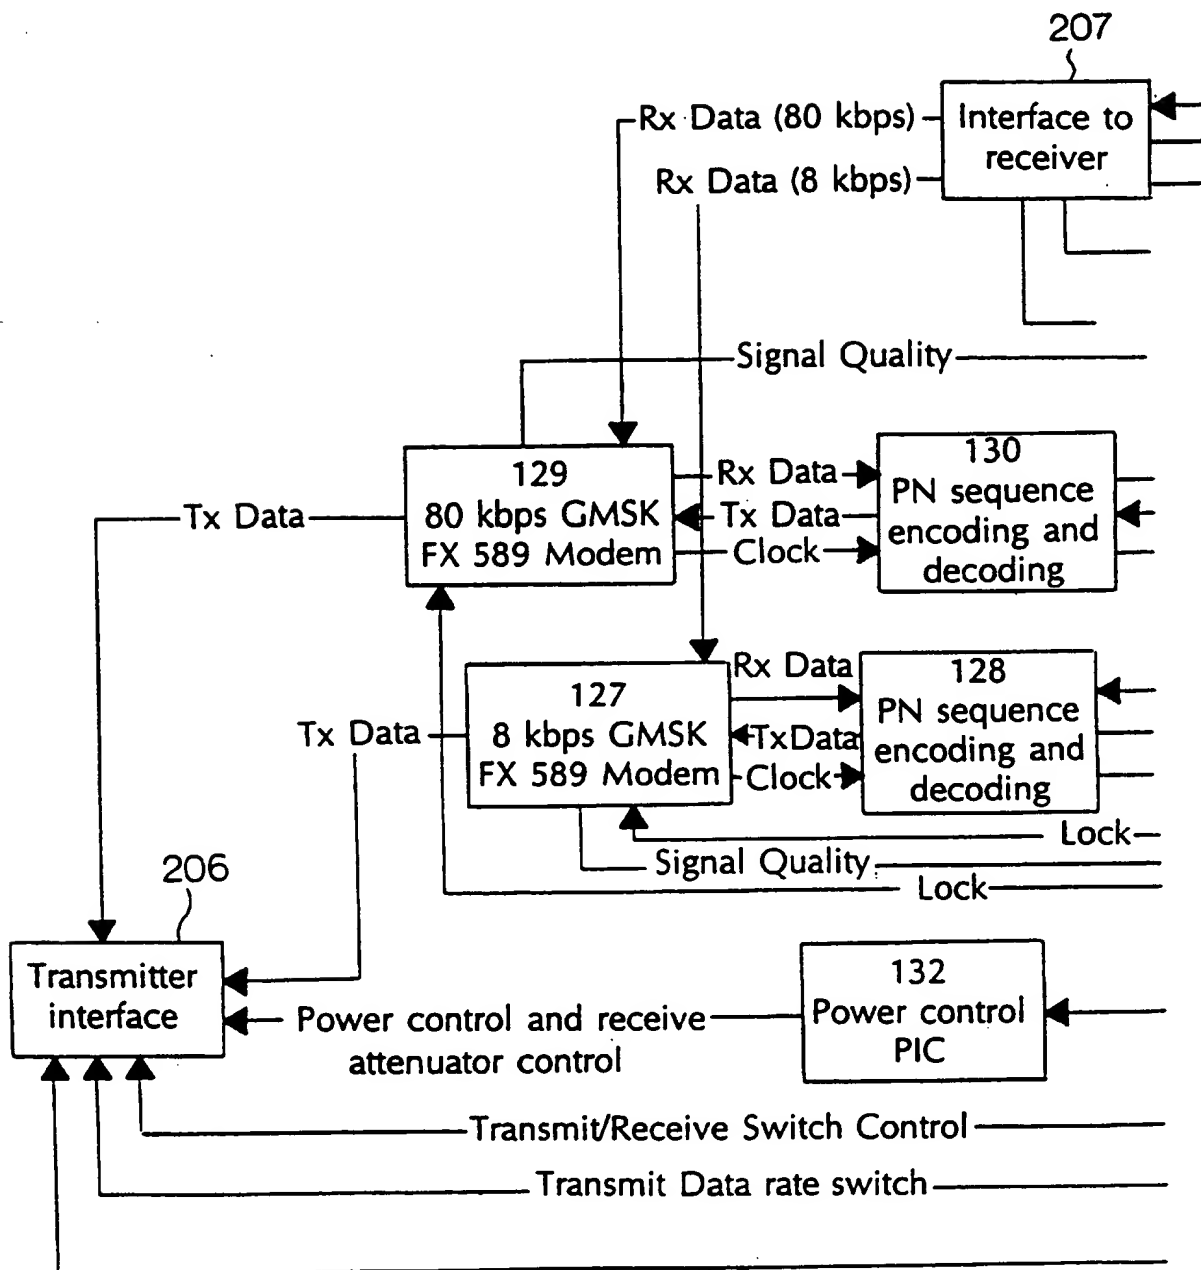 207
Rx Data (80 kbps)
Interface to
receiver
Rx Data (8 kbps)
Signal Quality
129
80 kbps GMSK
FX 589 Modem
Rx Data
Tx Data
Clock
130
PN sequence
encoding and
decoding
Tx Data
127
8 kbps GMSK
FX 589 Modem
Rx Data
TxData
Clock
128
PN sequence
encoding and
decoding
Tx Data
Lock
Signal Quality
Lock
206
Transmitter
interface
Power control and receive
attenuator control
132
Power control
PIC
Transmit/Receive Switch Control
Transmit Data rate switch